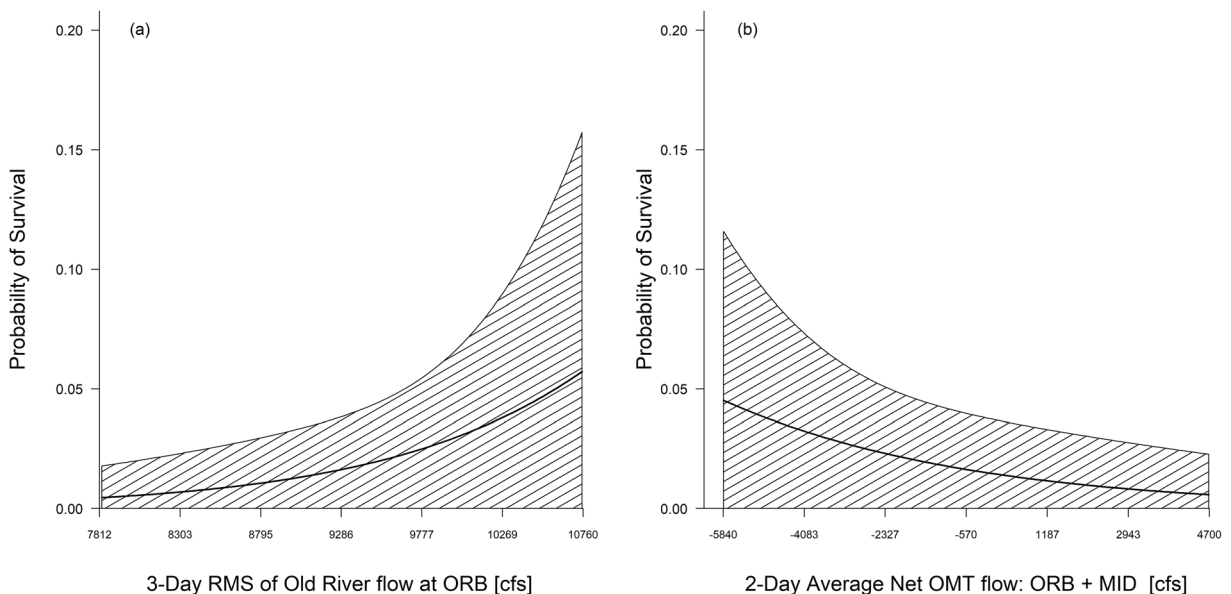 (a)
0.20
0.15
0.10
0.05
0.00
Probability of Survival
7812 8303 8795 9286 9777 10269 10760
3-Day RMS of Old River flow at ORB [cfs]
(b)
0.20
0.15
0.10
0.05
0.00
Probability of Survival
-5840 -4083 -2327 -570 1187 2943 4700
2-Day Average Net OMT flow: ORB + MID [cfs]